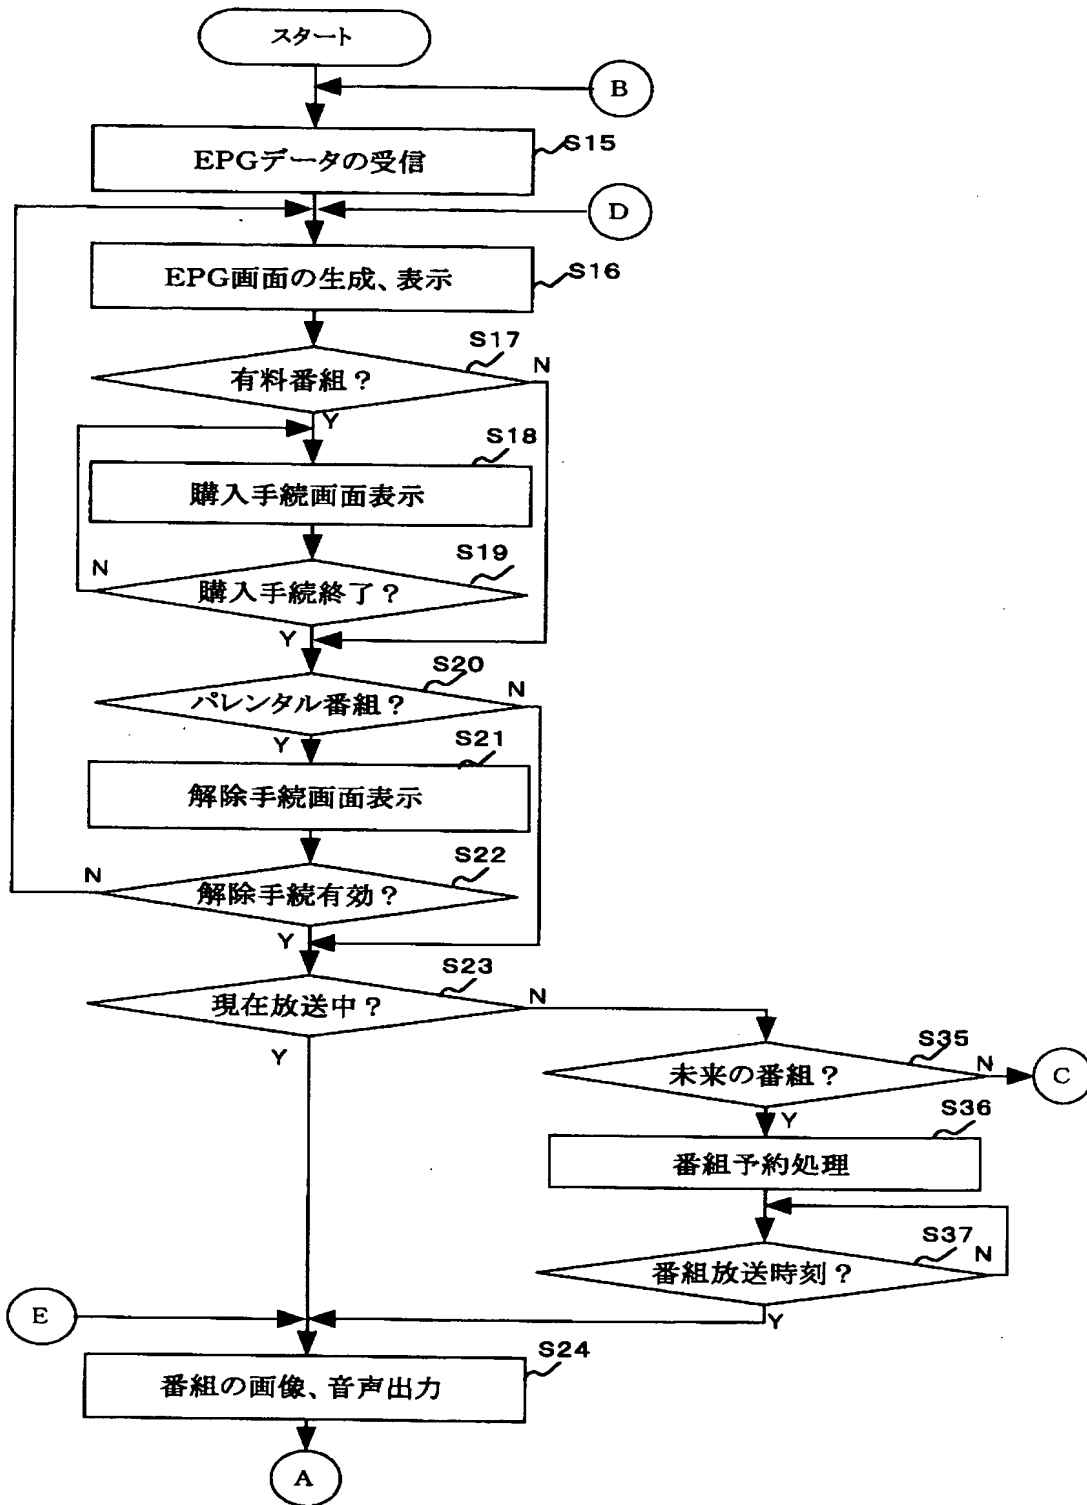 スタート
B
EPGデータの受信
S15
D
EPG画面の生成、表示
S16
S17
有料番組？
N
Y
S18
購入手続画面表示
S19
N
購入手続終了？
Y
S20
パレンタル番組？
N
Y
S21
解除手続画面表示
S22
N
解除手続有効？
Y
S23
現在放送中？
N
Y
S35
未来の番組？
N
C
Y
S36
番組予約処理
S37
番組放送時刻？
N
Y
E
S24
番組の画像、音声出力
A